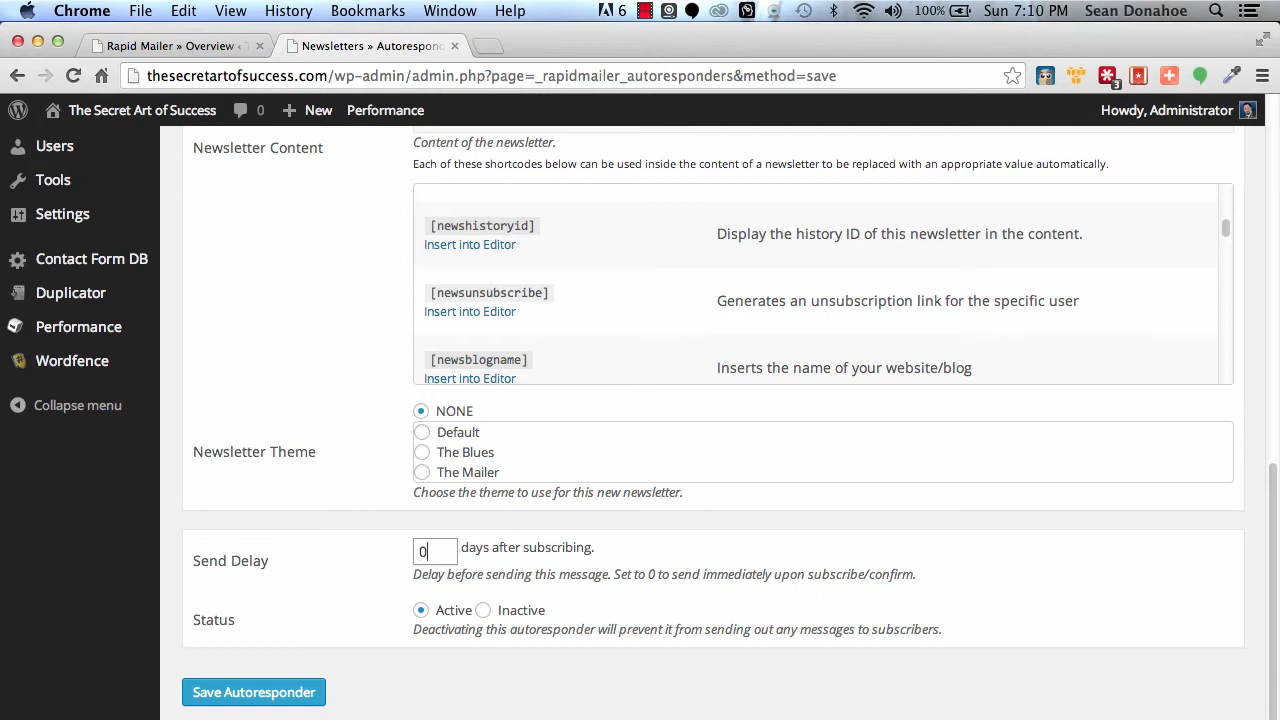 Chrome File Edit View History Bookmarks Window Help
6 100% Sun 7:10 PM Sean Donahoe
Rapid Mailer » Overview ‹
Newsletters » Autorespon
thesecretartofsuccess.com/wp-admin/admin.php?page=_rapidmailer_autoresponders&method=save
3
The Secret Art of Success 0 New Performance Howdy, Administrator
Users
Tools
Settings
Contact Form DB
Duplicator
Performance
Wordfence
Collapse menu
Newsletter Content
Content of the newsletter.
Each of these shortcodes below can be used inside the content of a newsletter to be replaced with an appropriate value automatically.
[newshistoryid]
Insert into Editor
Display the history ID of this newsletter in the content.
[newsunsubscribe]
Insert into Editor
Generates an unsubscription link for the specific user
[newsblogname]
Insert into Editor
Inserts the name of your website/blog
Newsletter Theme
NONE
Default
The Blues
The Mailer
Choose the theme to use for this new newsletter.
Send Delay
0 days after subscribing.
Delay before sending this message. Set to 0 to send immediately upon subscribe/confirm.
Status
Active Inactive
Deactivating this autoresponder will prevent it from sending out any messages to subscribers.
Save Autoresponder